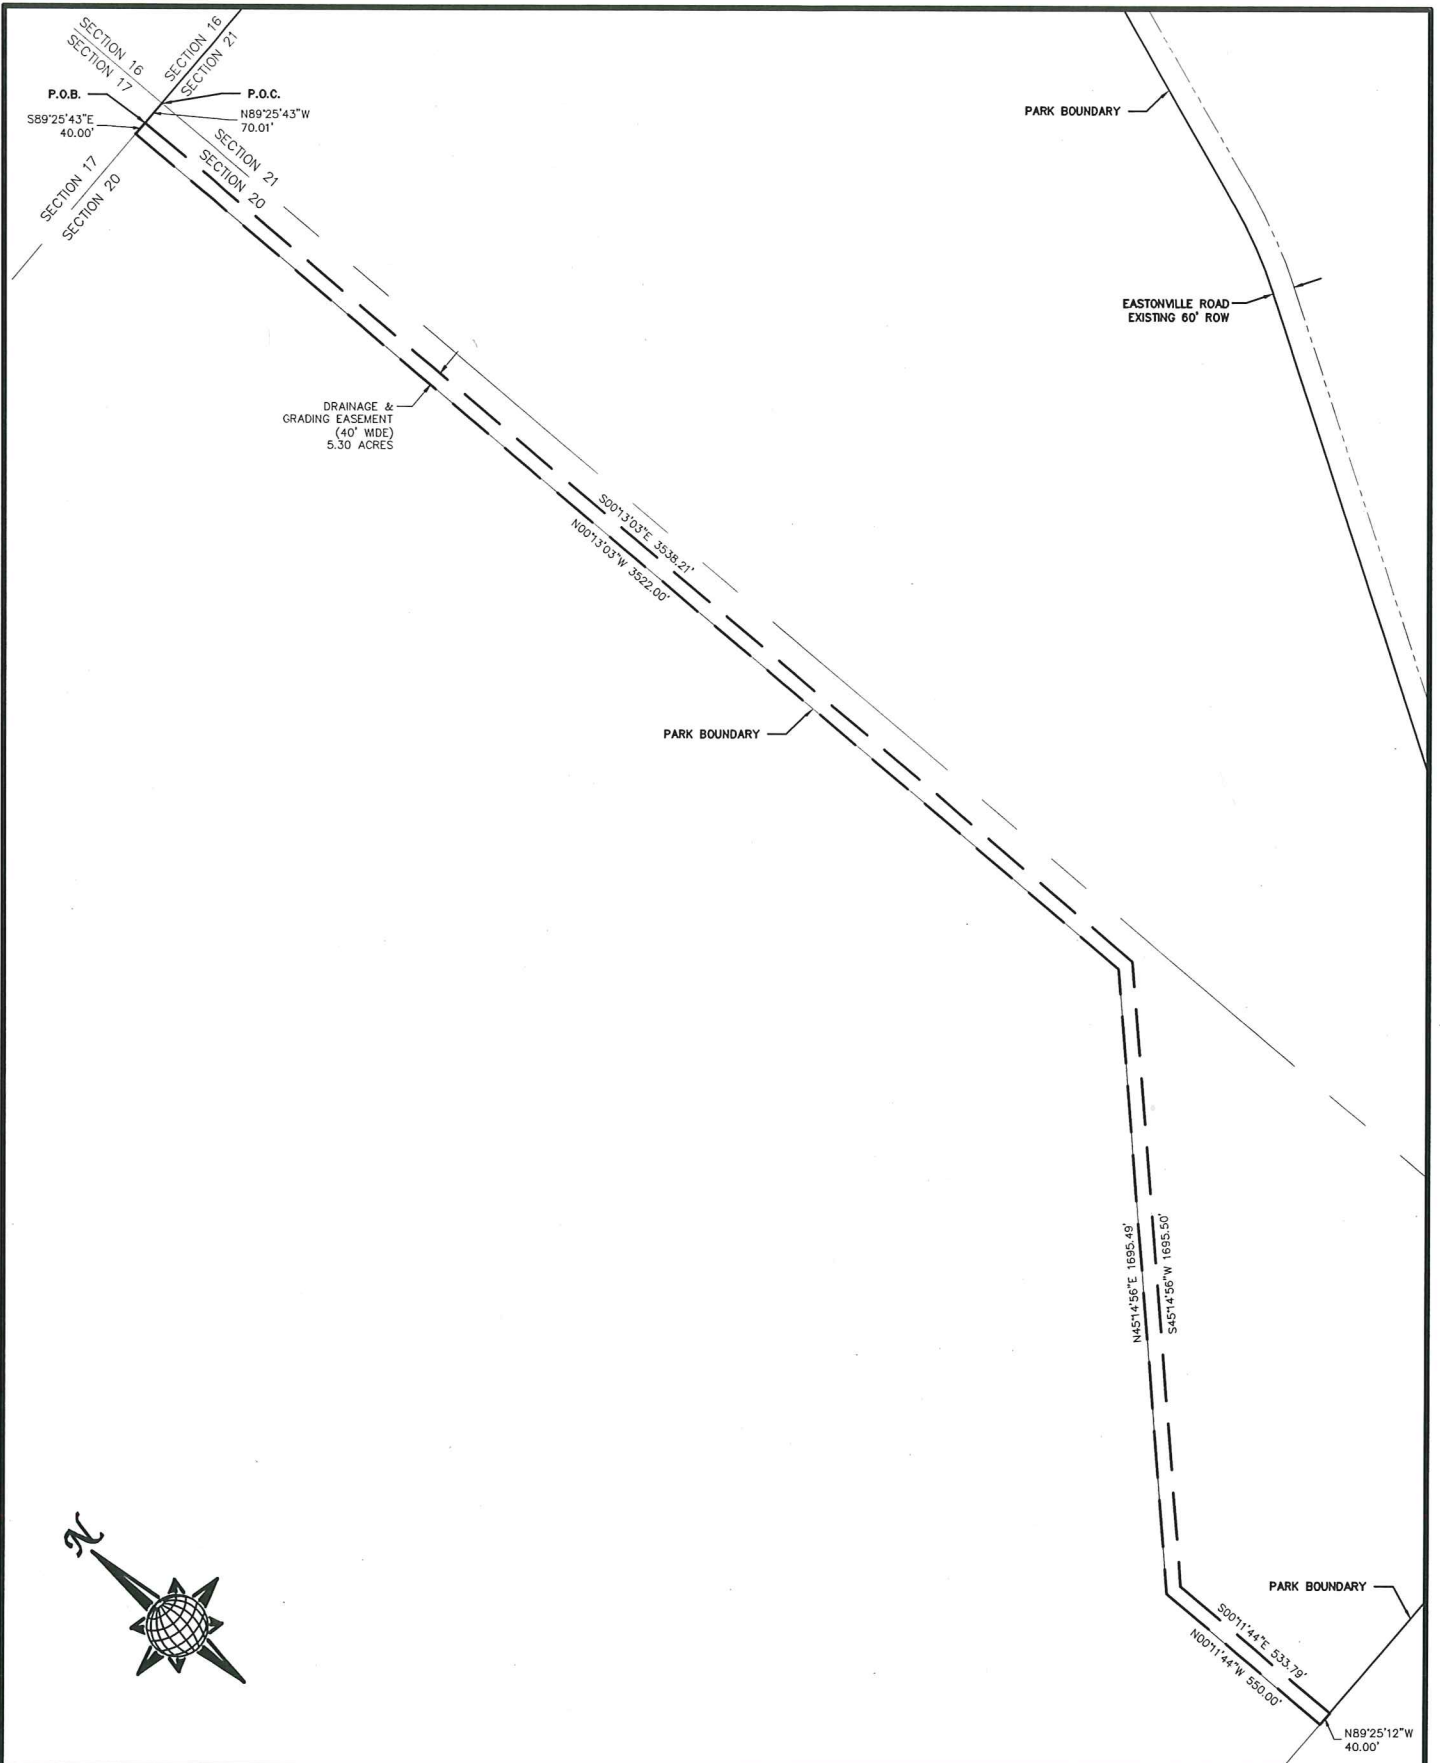 SECTION 16
SECTION 17
SECTION 16
SECTION 21
P.O.B.
P.O.C.
S89°25'43"E
40.00'
N89°25'43"W
70.01'
SECTION 21
SECTION 20
SECTION 17
SECTION 20
PARK BOUNDARY
EASTONVILLE ROAD
EXISTING 60' ROW
DRAINAGE &
GRADING EASEMENT
(40' WIDE)
5.30 ACRES
S00°13'03"E 3538.21'
N00°13'03"W 3522.00'
PARK BOUNDARY
N45°14'56"E 1695.49'
S45°14'56"W 1695.50'
N
PARK BOUNDARY
S00°11'44"E 533.79'
N00°11'44"W 550.00'
N89°25'12"W
40.00'